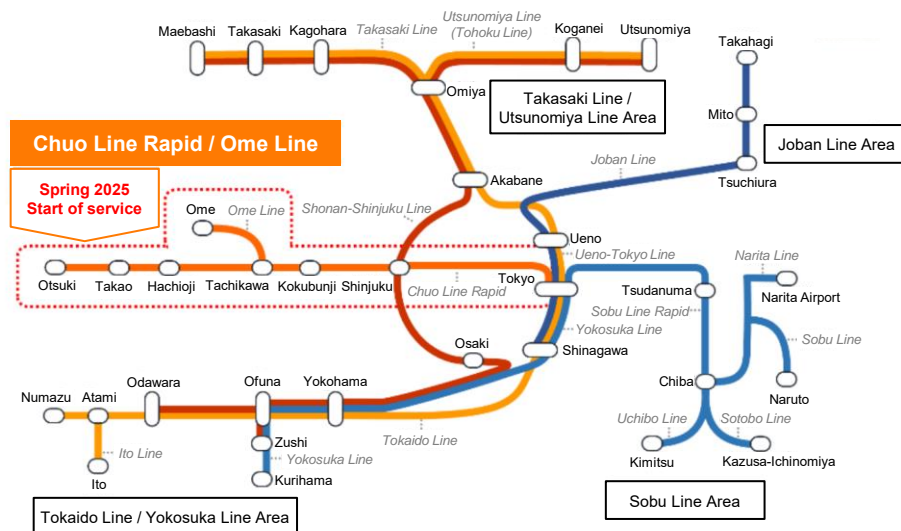 Maebashi
Takasaki
Kagohara
Takasaki Line
Utsunomiya Line
(Tohoku Line)
Koganei
Utsunomiya
Takahagi
Omiya
Takasaki Line /
Utsunomiya Line Area
Mito
Joban Line Area
Chuo Line Rapid / Ome Line
Joban Line
Tsuchiura
Spring 2025
Start of service
Akabane
Ome
Ome Line
Shonan-Shinjuku Line
Ueno
Ueno-Tokyo Line
Narita Line
Otsuki
Takao
Hachioji
Tachikawa
Kokubunji
Shinjuku
Chuo Line Rapid
Tokyo
Tsudanuma
Narita Airport
Sobu Line Rapid
Yokosuka Line
Sobu Line
Osaki
Shinagawa
Numazu
Atami
Odawara
Ofuna
Yokohama
Chiba
Naruto
Tokaido Line
Uchibo Line
Sotobo Line
Zushi
Ito Line
Yokosuka Line
Ito
Kurihama
Kimitsu
Kazusa-Ichinomiya
Tokaido Line / Yokosuka Line Area
Sobu Line Area